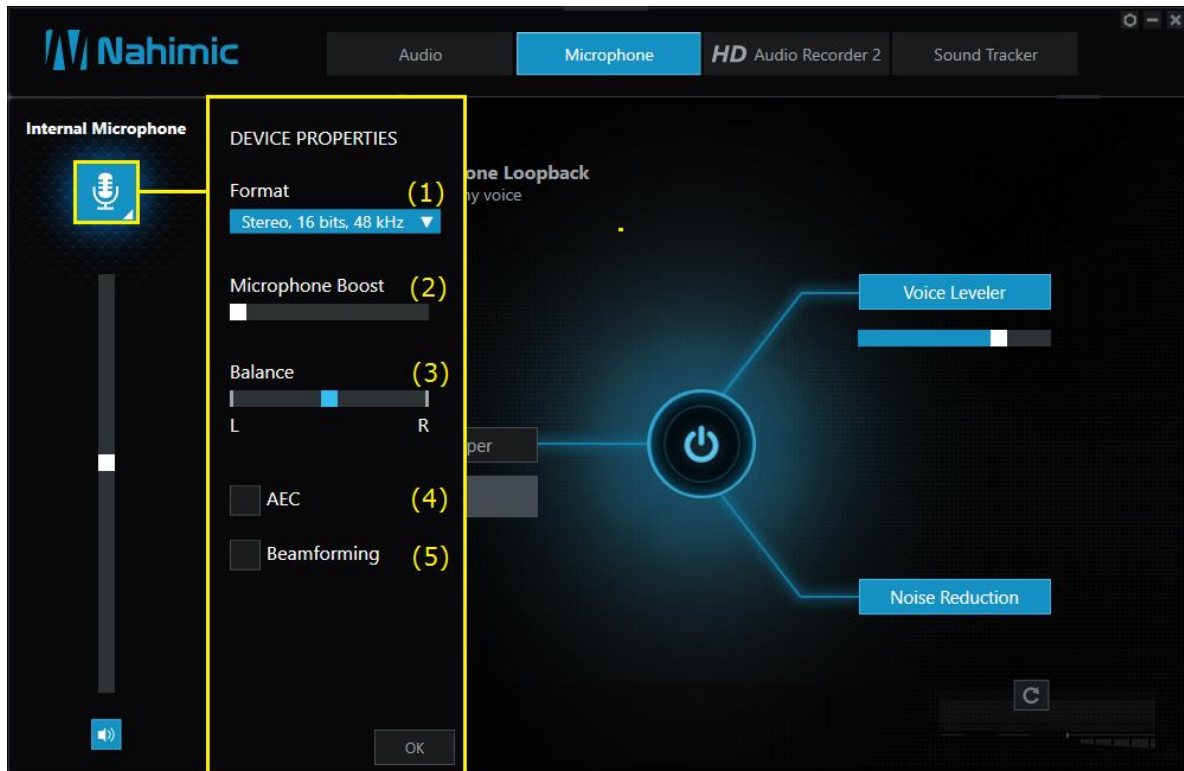 Nahimic
Audio
Microphone
HD Audio Recorder 2
Sound Tracker
Internal Microphone
DEVICE PROPERTIES
Format (1)
Stereo, 16 bits, 48 kHz
Microphone Boost (2)
Balance (3)
L R
AEC (4)
Beamforming (5)
OK
one Loopback
y voice
per
Voice Leveler
Noise Reduction